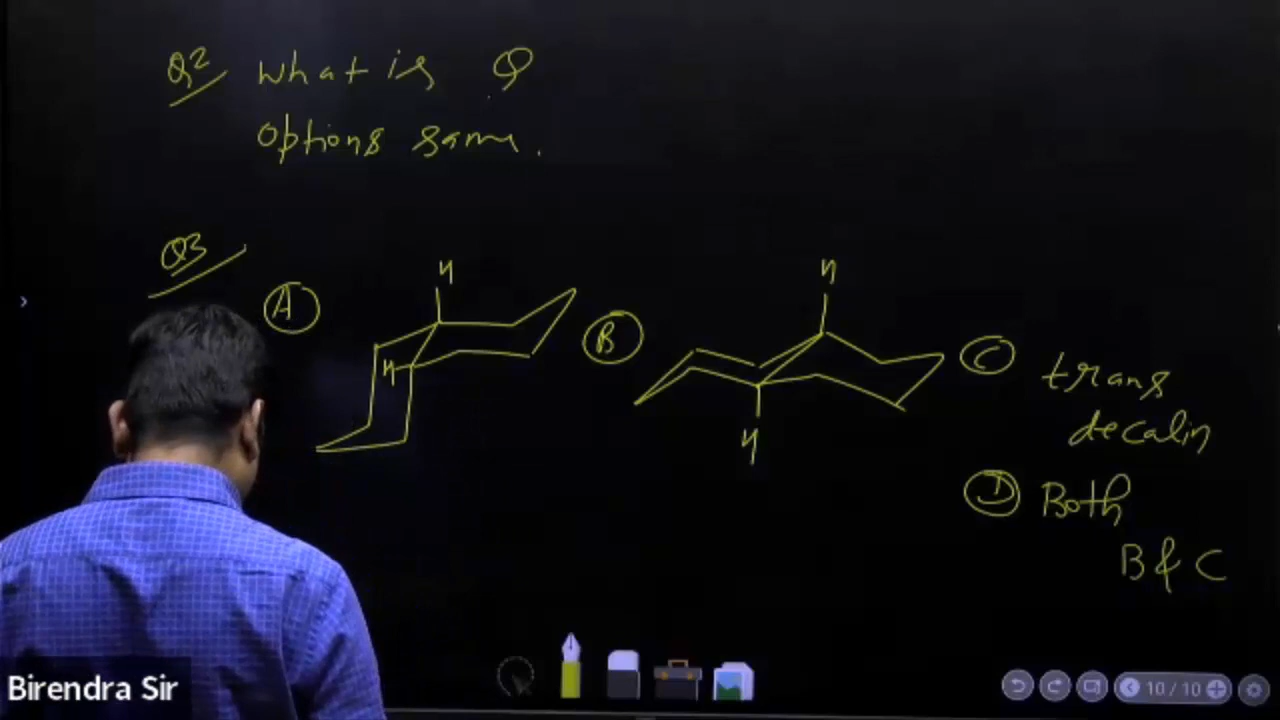 Q2 What is Q
options same.
Q3
A
H
H
B
H
H
C trans
decalin
D Both
B & C
Birendra Sir
10 / 10